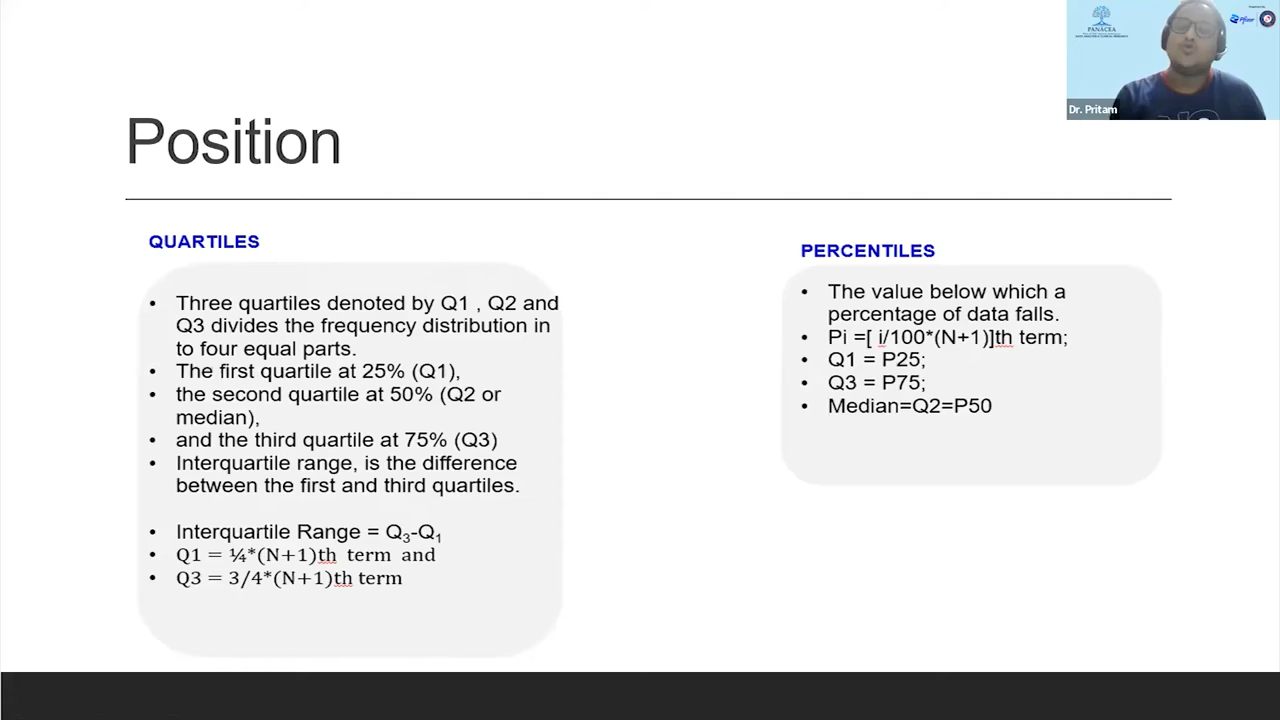 Position
QUARTILES
• Three quartiles denoted by Q1 , Q2 and
Q3 divides the frequency distribution in
to four equal parts.
• The first quartile at 25% (Q1),
• the second quartile at 50% (Q2 or
median),
• and the third quartile at 75% (Q3)
• Interquartile range, is the difference
between the first and third quartiles.
• Interquartile Range = Q₃-Q₁
• Q1 = ¼*(N+1)th term and
• Q3 = 3/4*(N+1)th term
PERCENTILES
• The value below which a
percentage of data falls.
• Pi =[ i/100*(N+1)]th term;
• Q1 = P25;
• Q3 = P75;
• Median=Q2=P50
PANACEA
Pfizer
Dr. Pritam